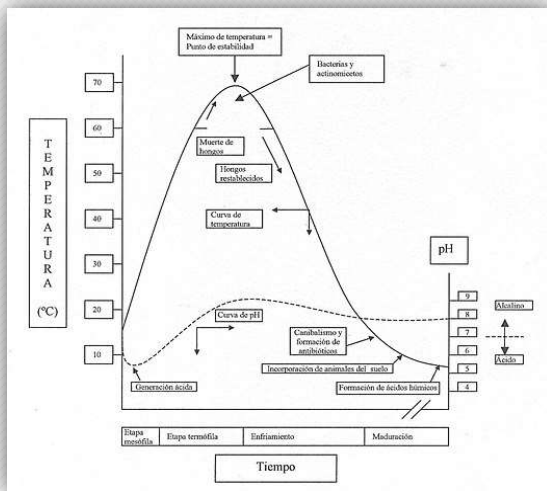 Máximo de temperatura =
Punto de estabilidad
Bacterias y
actinomicetos
70
60
50
40
30
20
10
TEMPERATURA
(ºC)
Muerte de
hongos
Hongos
restablecidos
Curva de
temperatura
pH
9
8
7
6
5
4
Alcalino
Ácido
Curva de pH
Canibalismo y
formación de
antibióticos
Incorporación de animales del suelo
Generación ácida
Formación de ácidos húmicos
Etapa
mesófila
Etapa termófila
Enfriamiento
Maduración
Tiempo